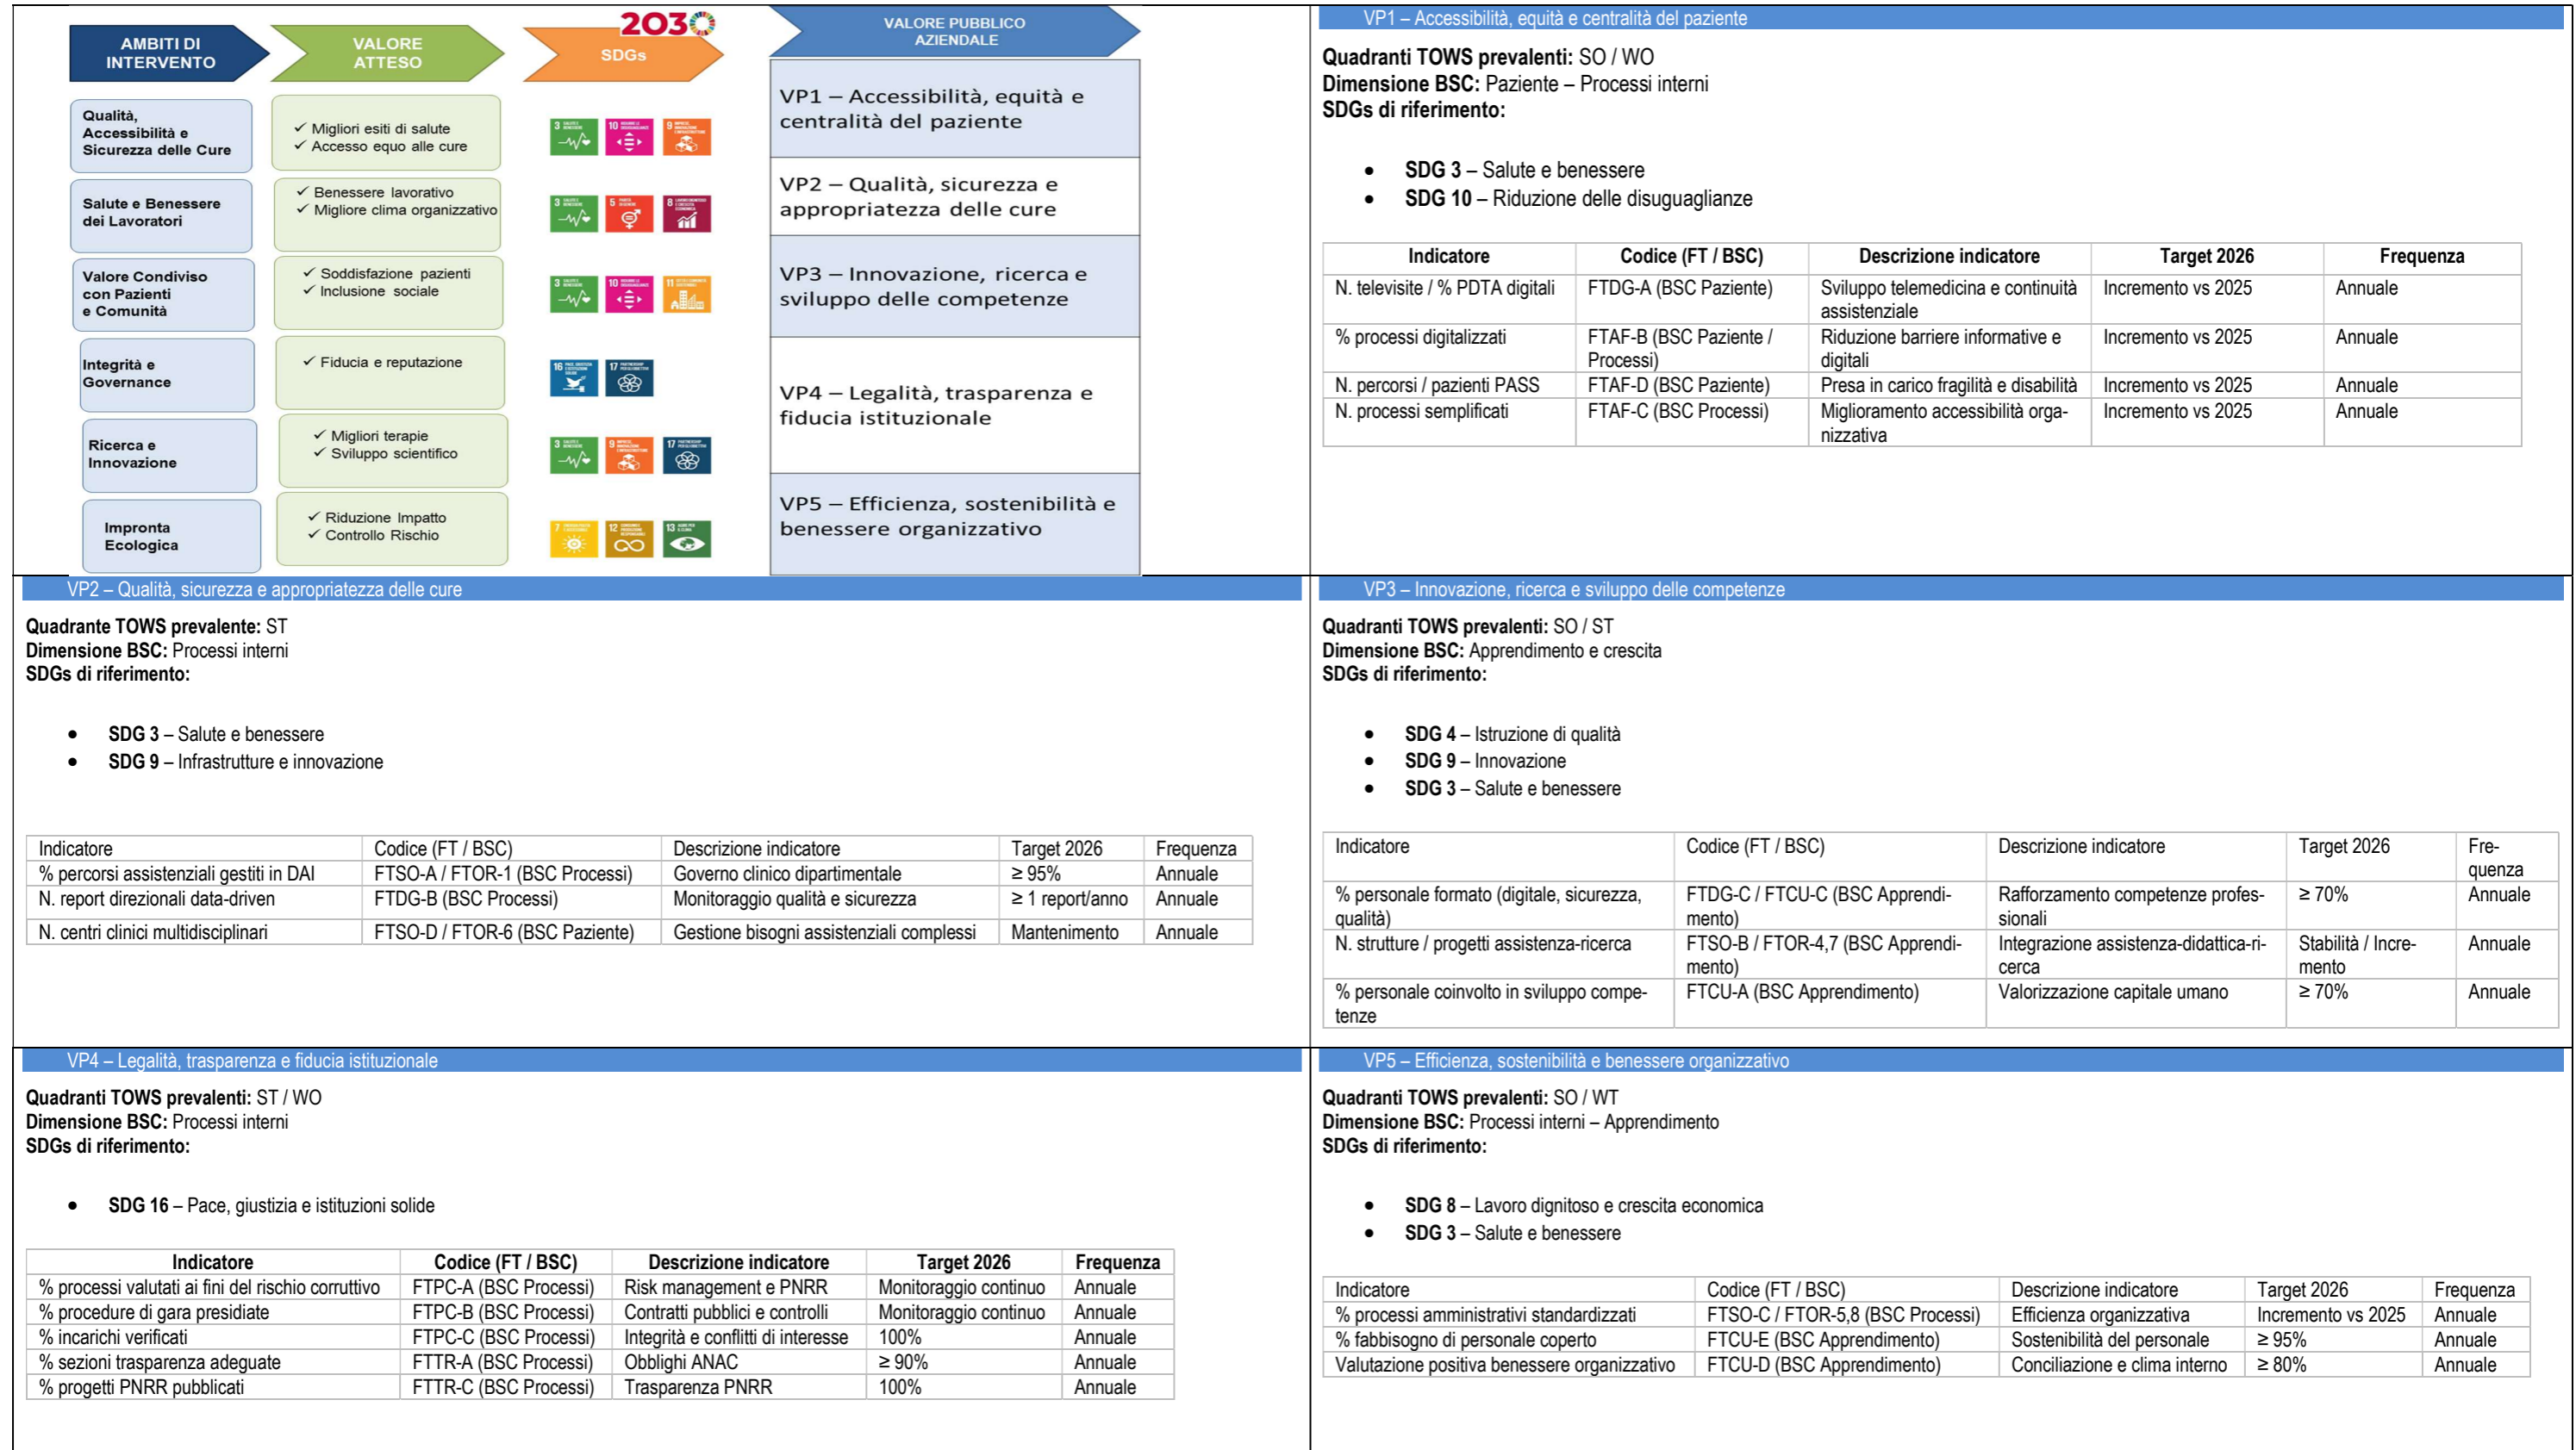 AMBITI DI
INTERVENTO
VALORE
ATTESO
2030
SDGs
VALORE PUBBLICO
AZIENDALE
Qualità,
Accessibilità e
Sicurezza delle Cure
✓ Migliori esiti di salute
✓ Accesso equo alle cure
3 SALUTE E BENESSERE
10
9
VP1 – Accessibilità, equità e
centralità del paziente
Salute e Benessere
dei Lavoratori
✓ Benessere lavorativo
✓ Migliore clima organizzativo
3 SALUTE E BENESSERE
5
8
VP2 – Qualità, sicurezza e
appropriatezza delle cure
Valore Condiviso
con Pazienti
e Comunità
✓ Soddisfazione pazienti
✓ Inclusione sociale
3 SALUTE E BENESSERE
10
11
VP3 – Innovazione, ricerca e
sviluppo delle competenze
Integrità e
Governance
✓ Fiducia e reputazione
16
17
VP4 – Legalità, trasparenza e
fiducia istituzionale
Ricerca e
Innovazione
✓ Migliori terapie
✓ Sviluppo scientifico
3 SALUTE E BENESSERE
9
17
Impronta
Ecologica
✓ Riduzione Impatto
✓ Controllo Rischio
7
12
13
VP5 – Efficienza, sostenibilità e
benessere organizzativo
VP1 – Accessibilità, equità e centralità del paziente
Quadranti TOWS prevalenti: SO / WO
Dimensione BSC: Paziente – Processi interni
SDGs di riferimento:
• SDG 3 – Salute e benessere
• SDG 10 – Riduzione delle disuguaglianze
Indicatore Codice (FT / BSC) Descrizione indicatore Target 2026 Frequenza
N. televisite / % PDTA digitali FTDG-A (BSC Paziente) Sviluppo telemedicina e continuità Incremento vs 2025 Annuale
assistenziale
% processi digitalizzati FTAF-B (BSC Paziente / Riduzione barriere informative e Incremento vs 2025 Annuale
Processi) digitali
N. percorsi / pazienti PASS FTAF-D (BSC Paziente) Presa in carico fragilità e disabilità Incremento vs 2025 Annuale
N. processi semplificati FTAF-C (BSC Processi) Miglioramento accessibilità orga- Incremento vs 2025 Annuale
nizzativa
VP2 – Qualità, sicurezza e appropriatezza delle cure
Quadrante TOWS prevalente: ST
Dimensione BSC: Processi interni
SDGs di riferimento:
• SDG 3 – Salute e benessere
• SDG 9 – Infrastrutture e innovazione
Indicatore Codice (FT / BSC) Descrizione indicatore Target 2026 Frequenza
% percorsi assistenziali gestiti in DAI FTSO-A / FTOR-1 (BSC Processi) Governo clinico dipartimentale ≥ 95% Annuale
N. report direzionali data-driven FTDG-B (BSC Processi) Monitoraggio qualità e sicurezza ≥ 1 report/anno Annuale
N. centri clinici multidisciplinari FTSO-D / FTOR-6 (BSC Paziente) Gestione bisogni assistenziali complessi Mantenimento Annuale
VP3 – Innovazione, ricerca e sviluppo delle competenze
Quadranti TOWS prevalenti: SO / ST
Dimensione BSC: Apprendimento e crescita
SDGs di riferimento:
• SDG 4 – Istruzione di qualità
• SDG 9 – Innovazione
• SDG 3 – Salute e benessere
Indicatore Codice (FT / BSC) Descrizione indicatore Target 2026 Fre-
quenza
% personale formato (digitale, sicurezza, FTDG-C / FTCU-C (BSC Apprendi- Rafforzamento competenze profes- ≥ 70% Annuale
qualità) mento) sionali
N. strutture / progetti assistenza-ricerca FTSO-B / FTOR-4,7 (BSC Apprendi- Integrazione assistenza-didattica-ri- Stabilità / Incre- Annuale
mento) cerca mento
% personale coinvolto in sviluppo compe- FTCU-A (BSC Apprendimento) Valorizzazione capitale umano ≥ 70% Annuale
tenze
VP4 – Legalità, trasparenza e fiducia istituzionale
Quadranti TOWS prevalenti: ST / WO
Dimensione BSC: Processi interni
SDGs di riferimento:
• SDG 16 – Pace, giustizia e istituzioni solide
Indicatore Codice (FT / BSC) Descrizione indicatore Target 2026 Frequenza
% processi valutati ai fini del rischio corruttivo FTPC-A (BSC Processi) Risk management e PNRR Monitoraggio continuo Annuale
% procedure di gara presidiate FTPC-B (BSC Processi) Contratti pubblici e controlli Monitoraggio continuo Annuale
% incarichi verificati FTPC-C (BSC Processi) Integrità e conflitti di interesse 100% Annuale
% sezioni trasparenza adeguate FTTR-A (BSC Processi) Obblighi ANAC ≥ 90% Annuale
% progetti PNRR pubblicati FTTR-C (BSC Processi) Trasparenza PNRR 100% Annuale
VP5 – Efficienza, sostenibilità e benessere organizzativo
Quadranti TOWS prevalenti: SO / WT
Dimensione BSC: Processi interni – Apprendimento
SDGs di riferimento:
• SDG 8 – Lavoro dignitoso e crescita economica
• SDG 3 – Salute e benessere
Indicatore Codice (FT / BSC) Descrizione indicatore Target 2026 Frequenza
% processi amministrativi standardizzati FTSO-C / FTOR-5,8 (BSC Processi) Efficienza organizzativa Incremento vs 2025 Annuale
% fabbisogno di personale coperto FTCU-E (BSC Apprendimento) Sostenibilità del personale ≥ 95% Annuale
Valutazione positiva benessere organizzativo FTCU-D (BSC Apprendimento) Conciliazione e clima interno ≥ 80% Annuale